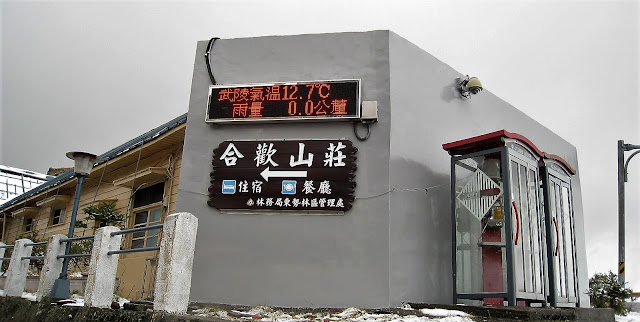 武陵氣溫12.7℃
雨量 0.0公釐
合歡山莊
住宿 餐廳
林務局東勢林區管理處